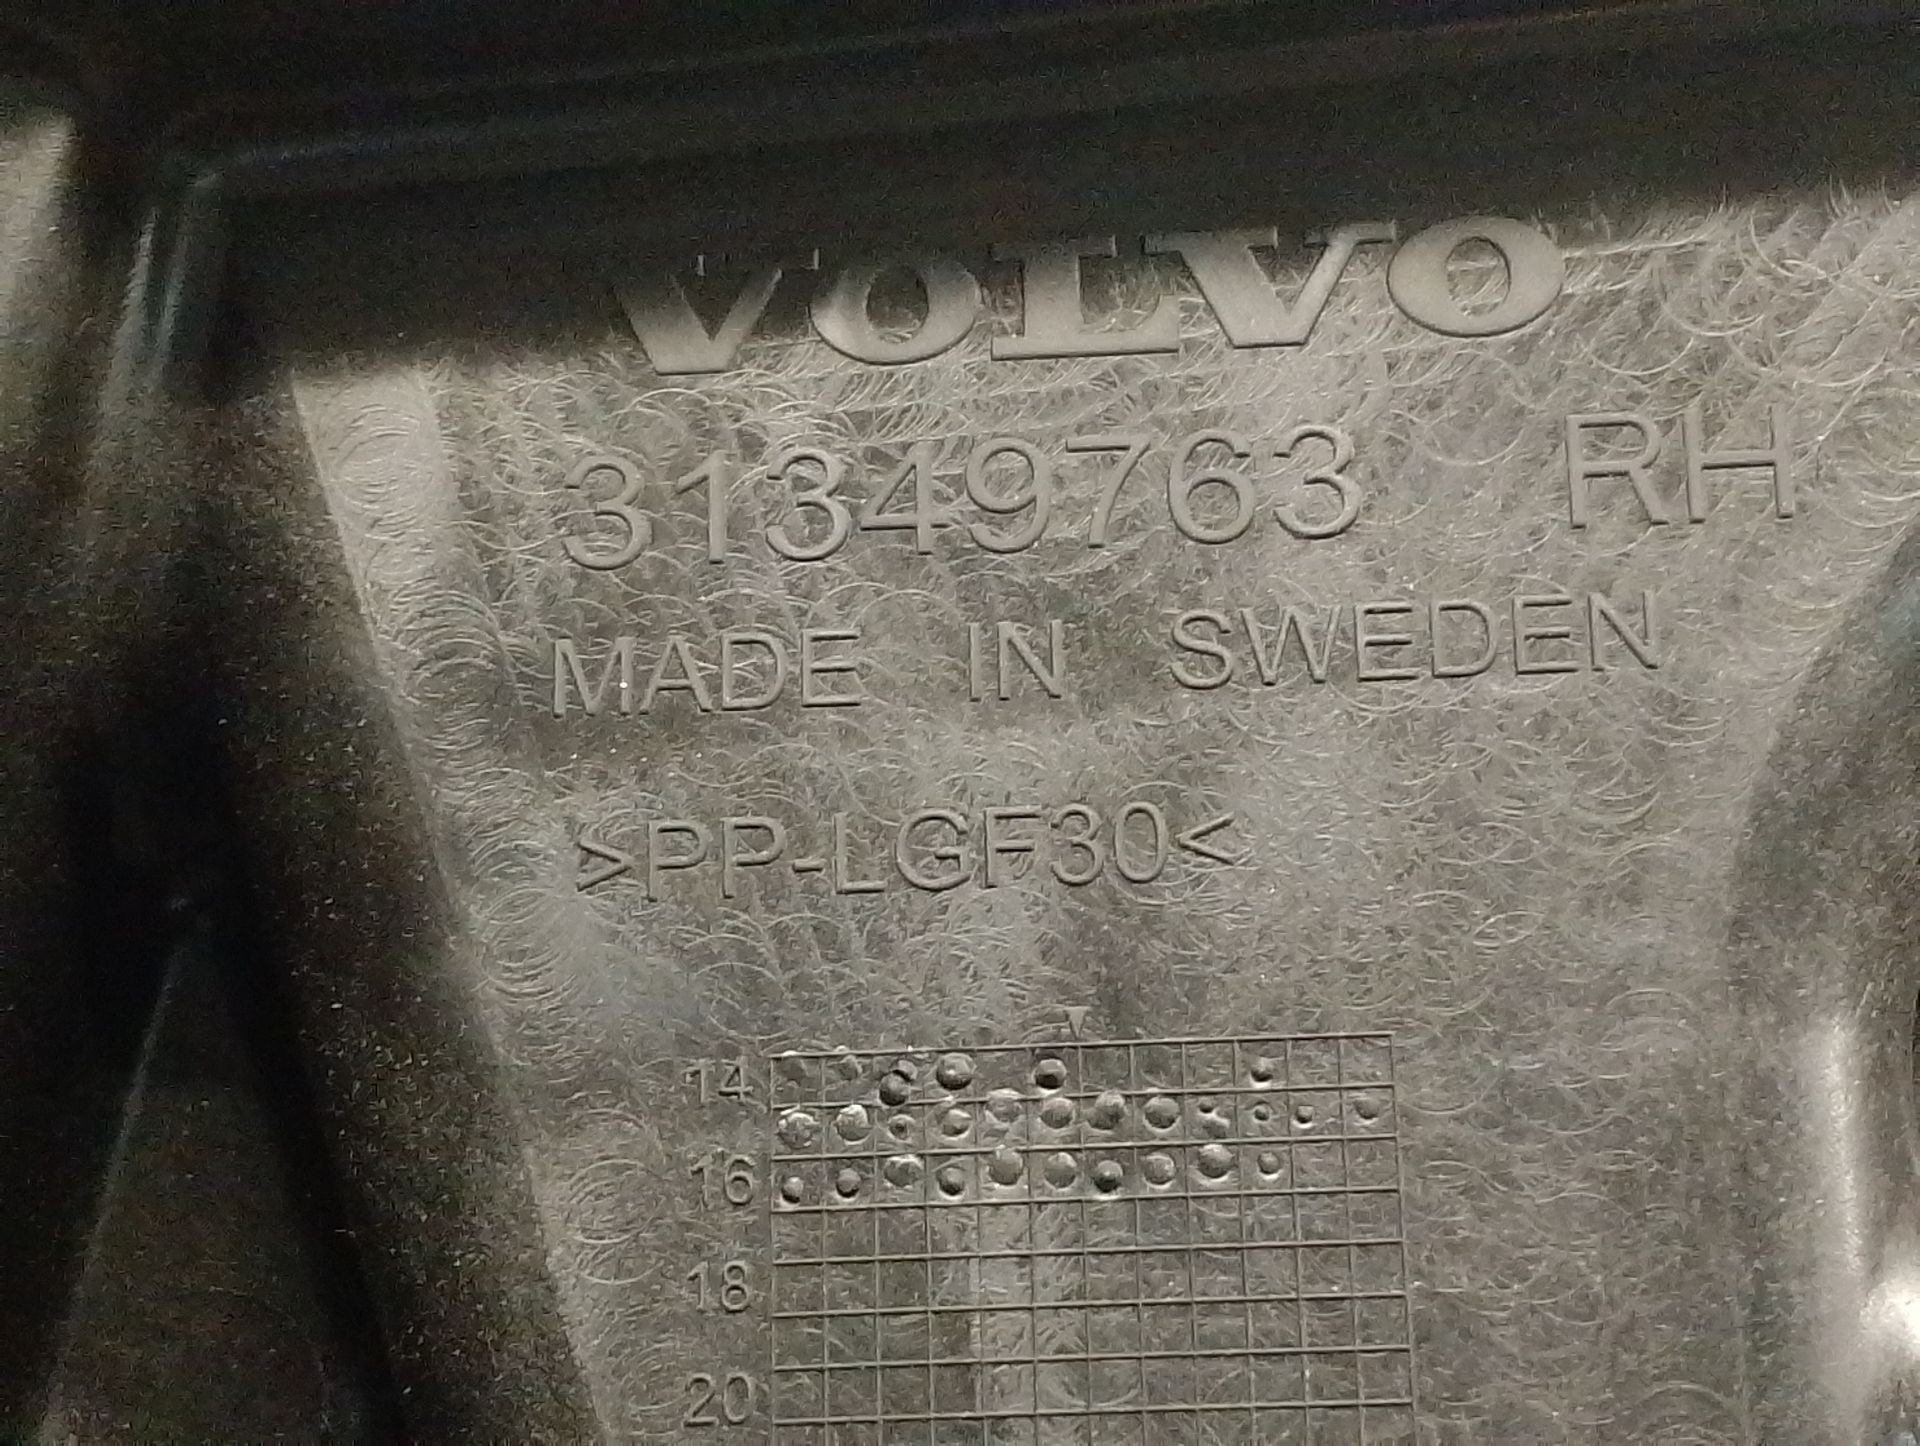 VOLVO
31349763 RH
MADE IN SWEDEN
>PP-LGF30<
14
16
18
20